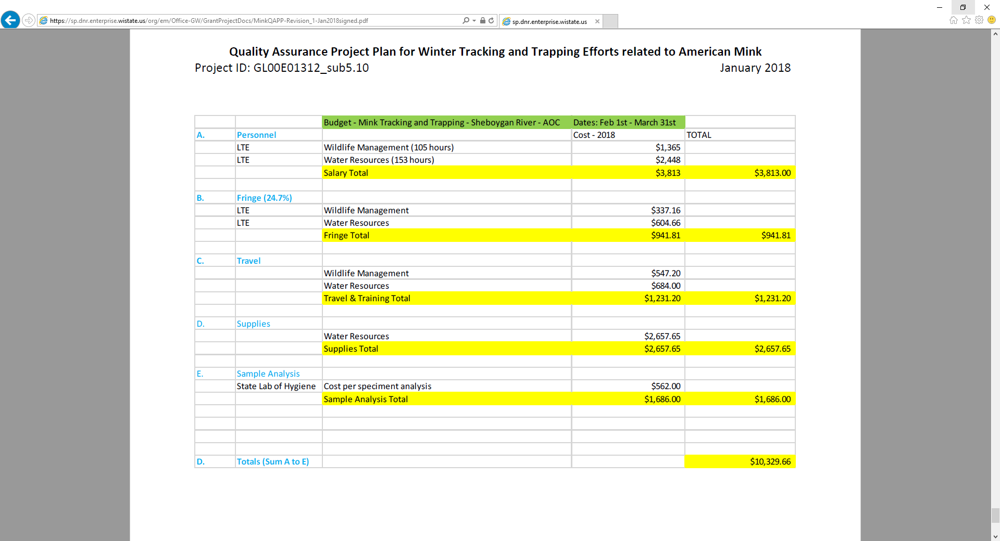 https://sp.dnr.enterprise.wistate.us/org/em/Office-GW/GrantProjectDocs/MinkQAPP-Revision_1-Jan2018signed.pdf
sp.dnr.enterprise.wistate.us
Quality Assurance Project Plan for Winter Tracking and Trapping Efforts related to American Mink
Project ID: GL00E01312_sub5.10 January 2018
Budget - Mink Tracking and Trapping - Sheboygan River - AOC Dates: Feb 1st - March 31st
A. Personnel Cost - 2018 TOTAL
LTE Wildlife Management (105 hours) $1,365
LTE Water Resources (153 hours) $2,448
Salary Total $3,813 $3,813.00
B. Fringe (24.7%)
LTE Wildlife Management $337.16
LTE Water Resources $604.66
Fringe Total $941.81 $941.81
C. Travel
Wildlife Management $547.20
Water Resources $684.00
Travel & Training Total $1,231.20 $1,231.20
D. Supplies
Water Resources $2,657.65
Supplies Total $2,657.65 $2,657.65
E. Sample Analysis
State Lab of Hygiene Cost per speciment analysis $562.00
Sample Analysis Total $1,686.00 $1,686.00
D. Totals (Sum A to E) $10,329.66